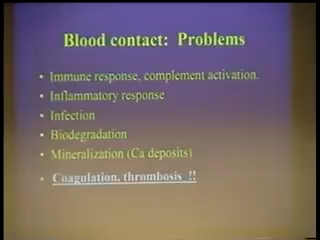 Blood contact: Problems
• Immune response, complement activation.
• Inflammatory response
• Infection
• Biodegradation
• Mineralization (Ca deposits)
• Coagulation, thrombosis !!